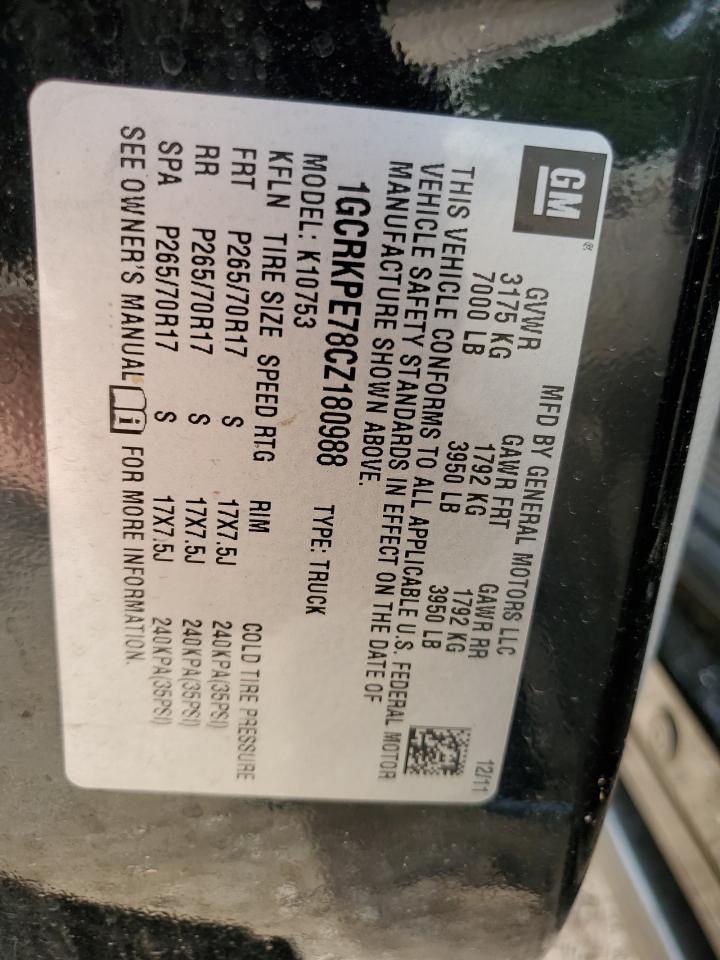 GM ®
MFD BY GENERAL MOTORS LLC 12/11
GVWR GAWR FRT GAWR RR
3175 KG 1792 KG 1792 KG
7000 LB 3950 LB 3950 LB
THIS VEHICLE CONFORMS TO ALL APPLICABLE U.S. FEDERAL MOTOR
VEHICLE SAFETY STANDARDS IN EFFECT ON THE DATE OF
MANUFACTURE SHOWN ABOVE.
1GCRKPE78CZ180988 TYPE: TRUCK
MODEL: K10753
KFLN TIRE SIZE SPEED RTG RIM COLD TIRE PRESSURE
FRT P265/70R17 S 17X7.5J 240KPA(35PSI)
RR P265/70R17 S 17X7.5J 240KPA(35PSI)
SPA P265/70R17 S 17X7.5J 240KPA(35PSI)
SEE OWNER'S MANUAL i FOR MORE INFORMATION.